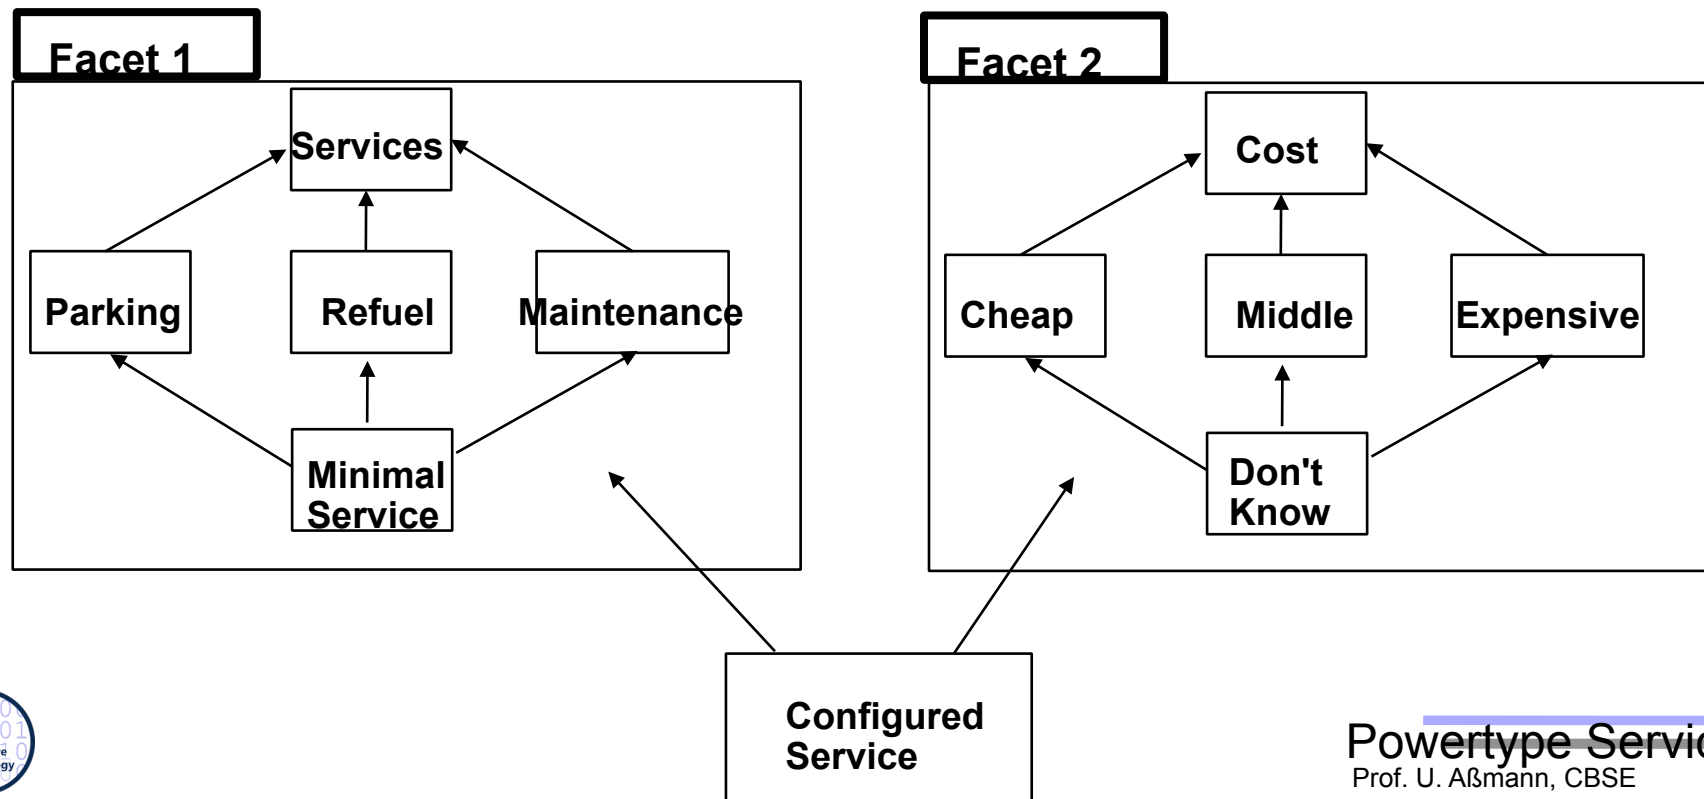 Facet 1
Facet 2
Services
Parking
Refuel
Maintenance
Minimal
Service
Cost
Cheap
Middle
Expensive
Don't
Know
Configured
Service
Powertype
Prof. U. Aßmann, CBSE